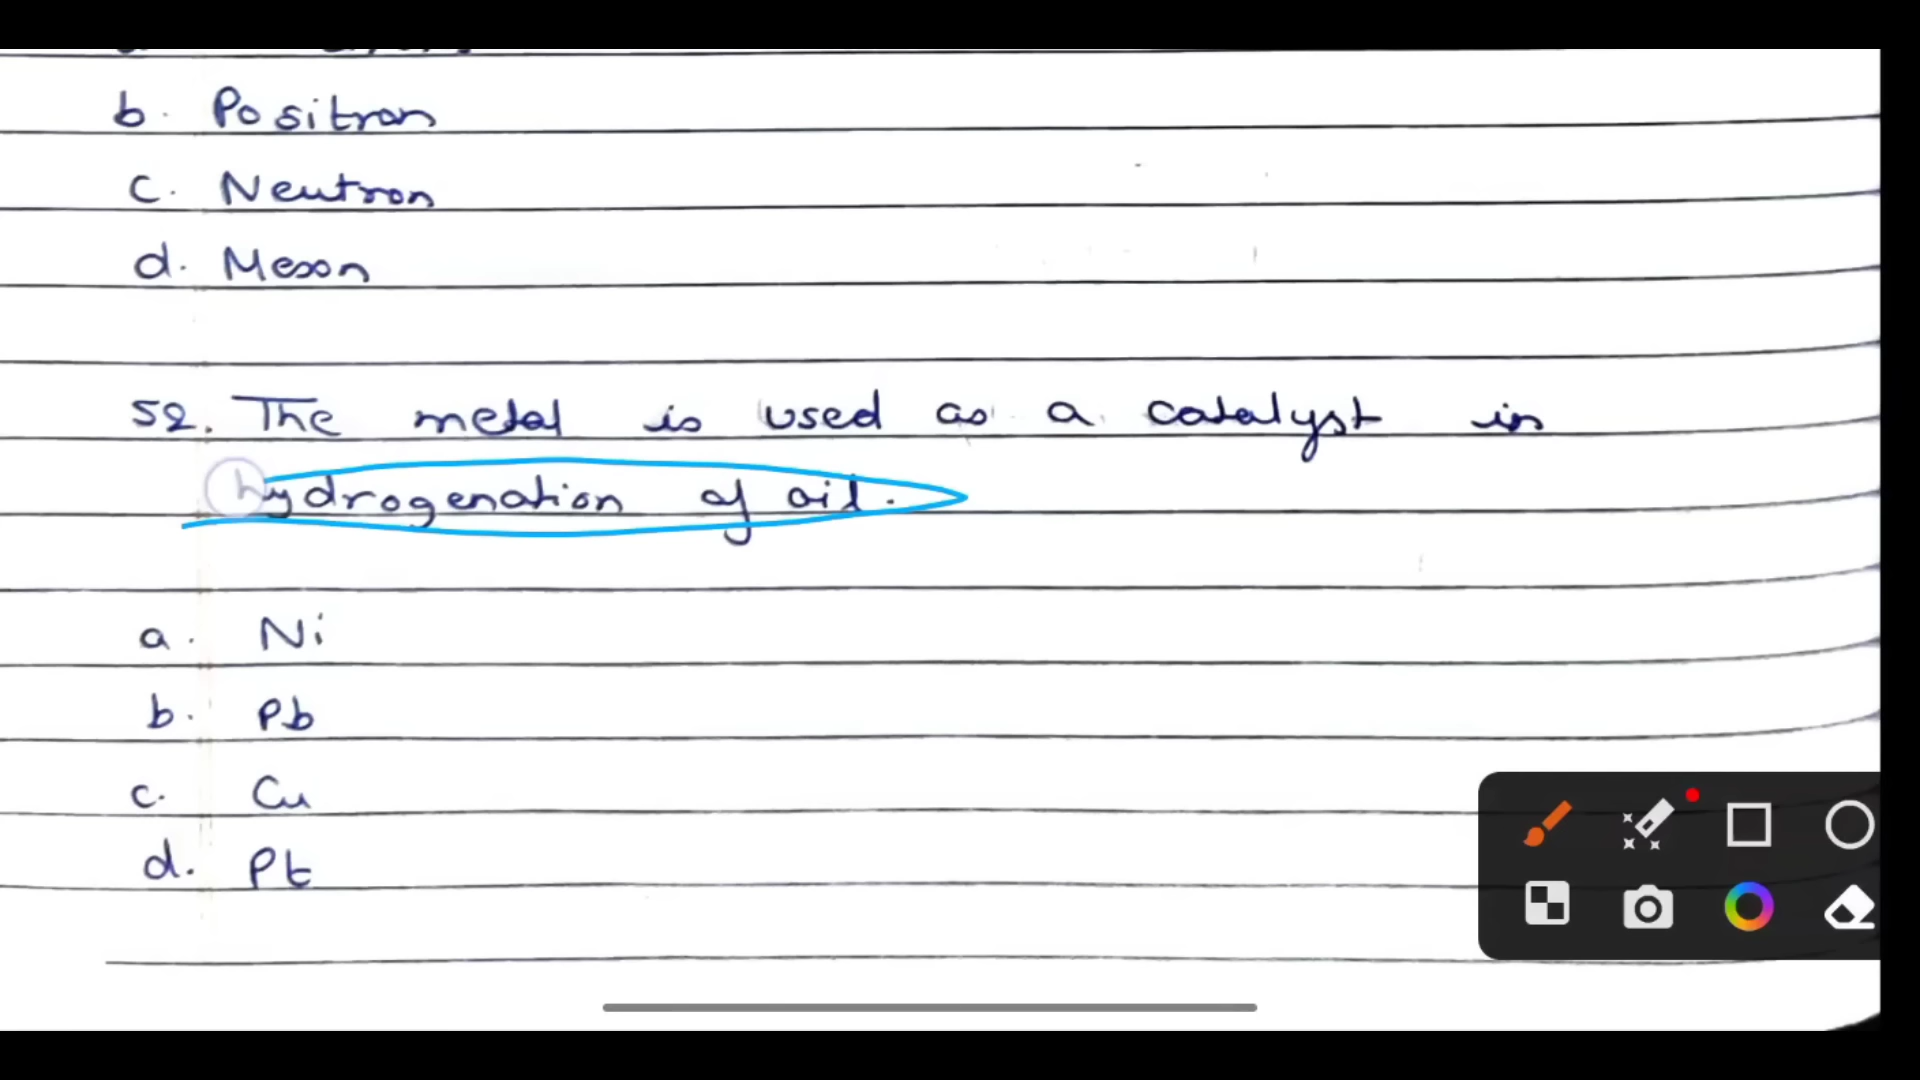 b. Positron
c. Neutron
d. Meson
52. The metal is used as a catalyst in
hydrogenation of oil.
a. Ni
b. Pb
c. Cu
d. Pt